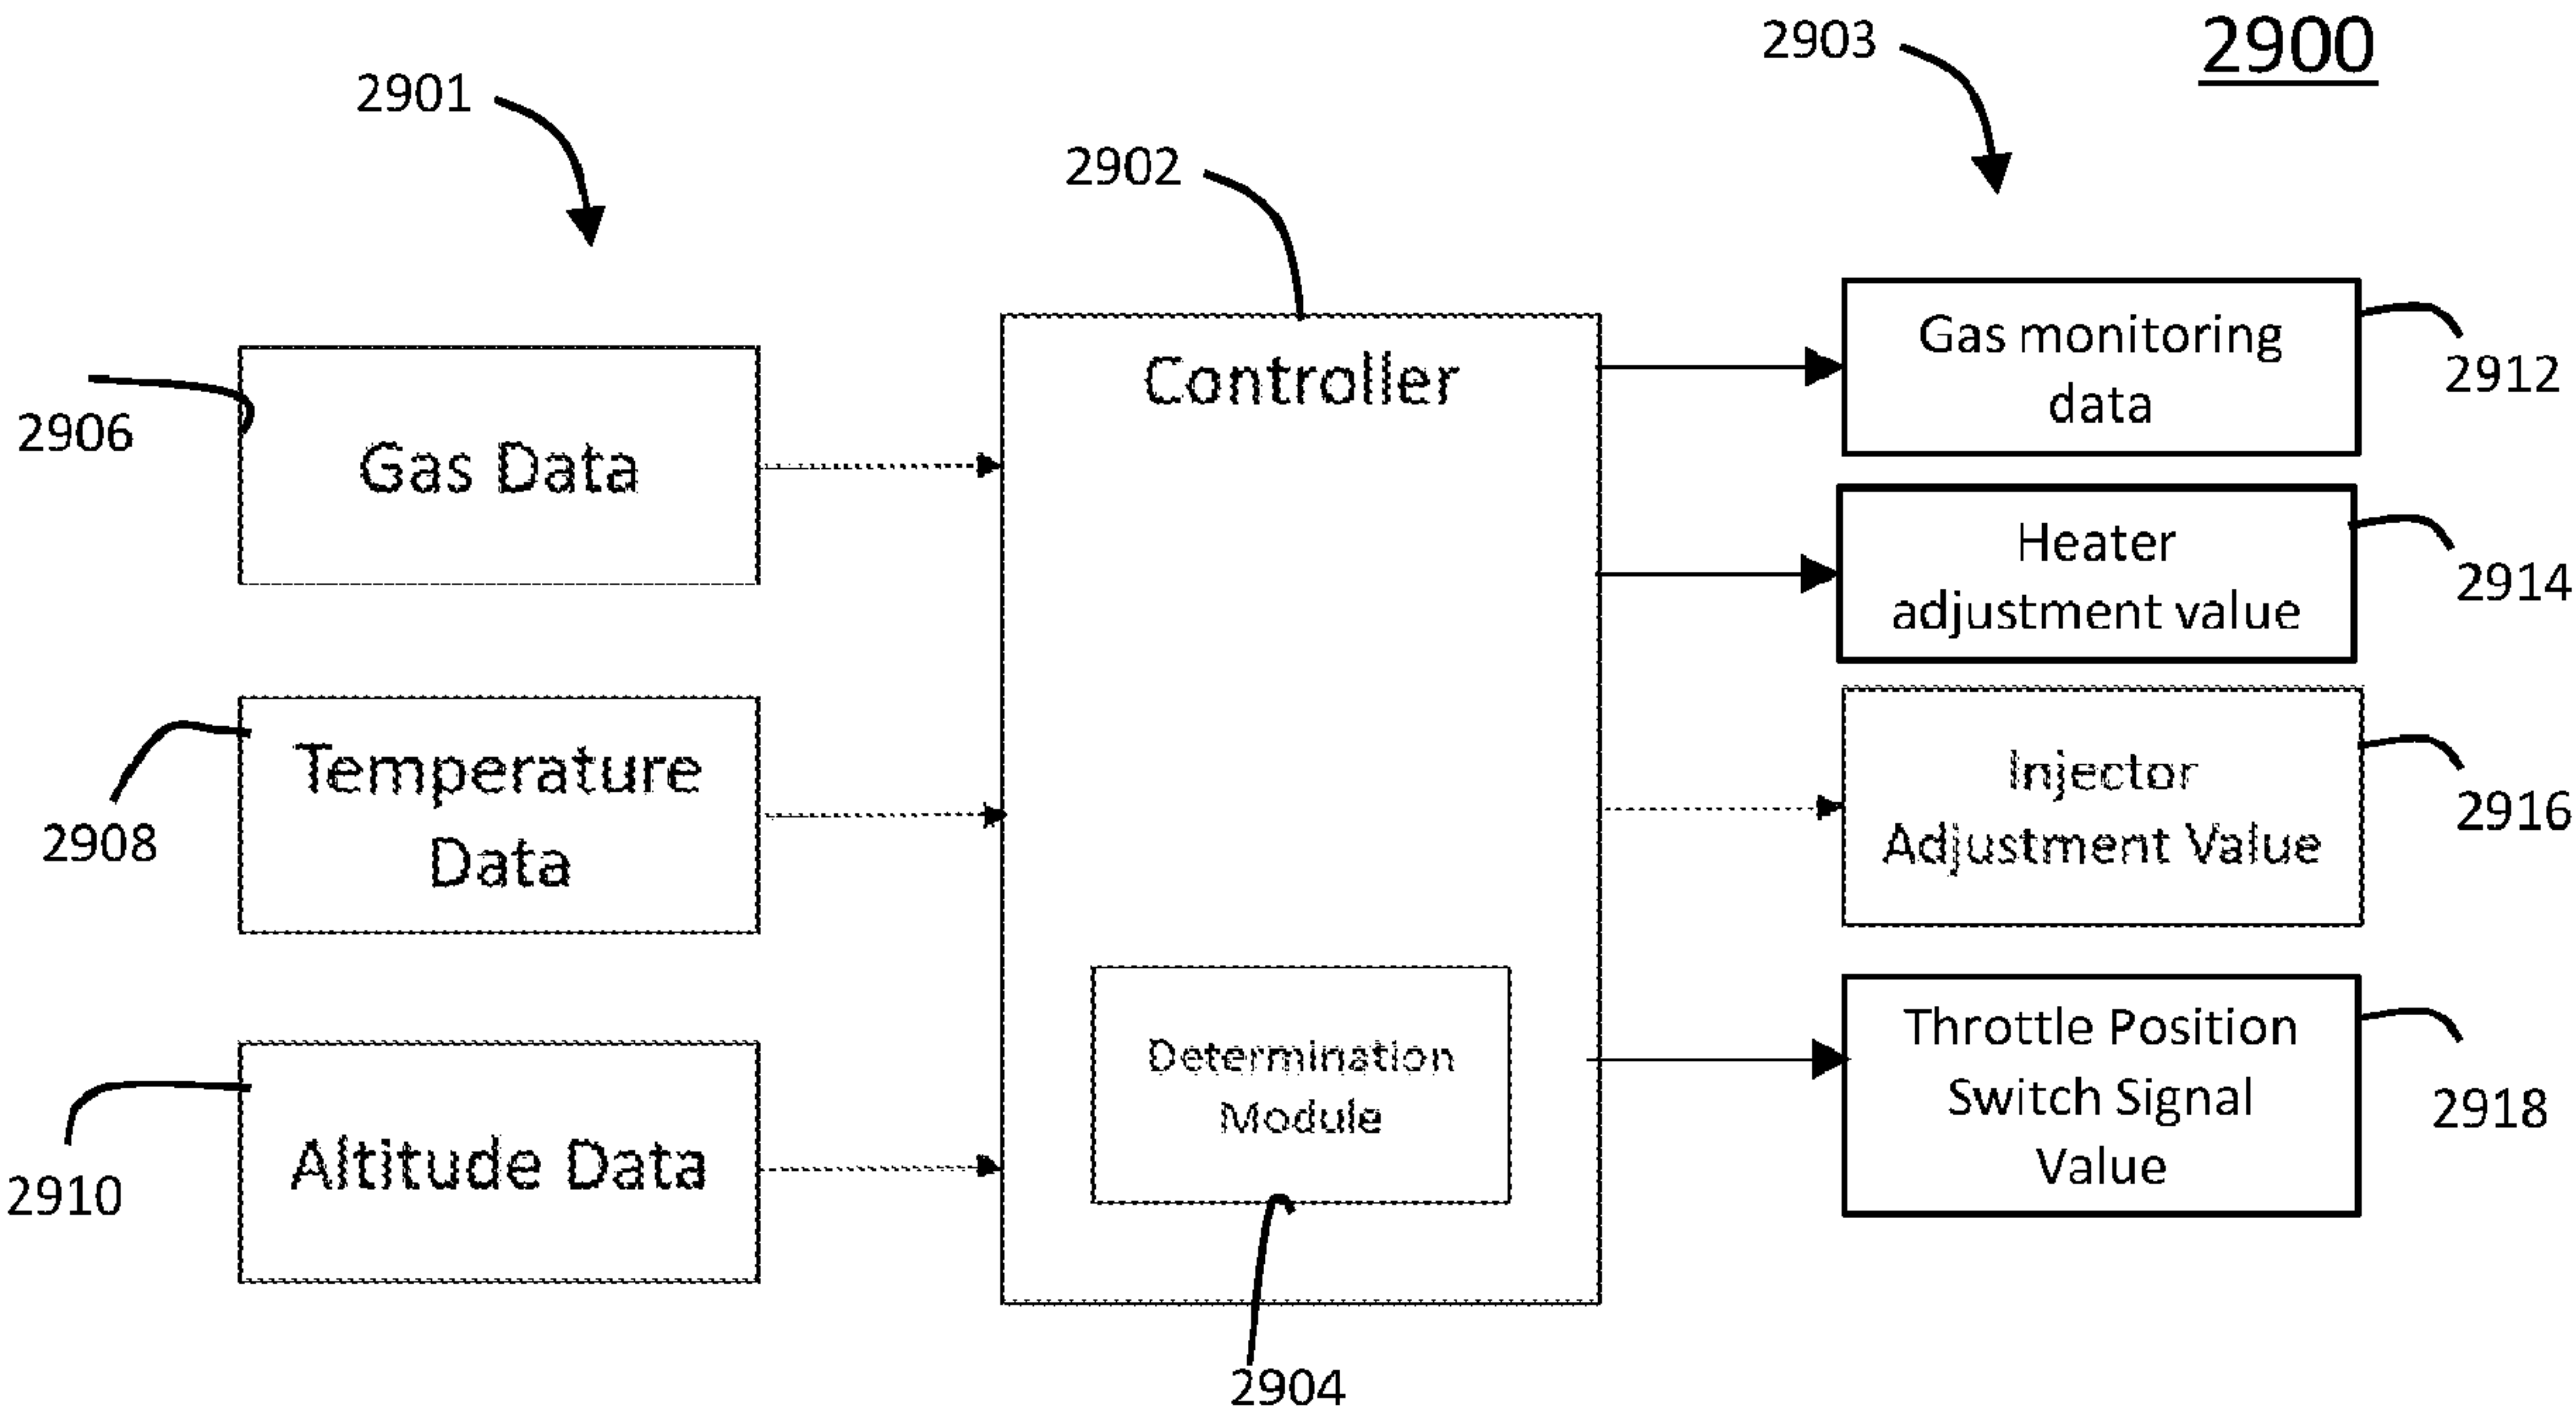 2900
2903
2901
2902
2906
Gas Data
Temperature
Data
2908
Altitude Data
2910
Controller
Determination
Module
2904
Gas monitoring
data
2912
Heater
adjustment value
2914
Injector
Adjustment Value
2916
Throttle Position
Switch Signal
Value
2918